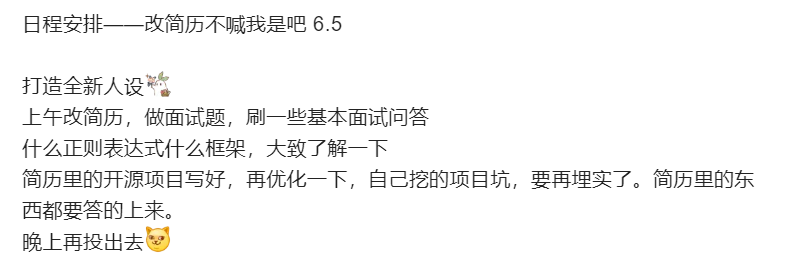 日程安排——改简历不喊我是吧 6.5
打造全新人设
上午改简历，做面试题，刷一些基本面试问答
什么正则表达式什么框架，大致了解一下
简历里的开源项目写好，再优化一下，自己挖的项目坑，要再埋实了。简历里的东
西都要答的上来。
晚上再投出去